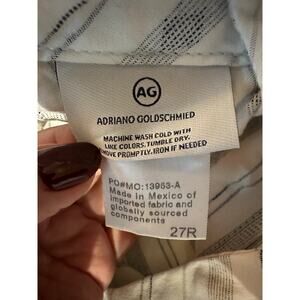 AG
ADRIANO GOLDSCHMIED
MACHINE WASH COLD WITH
LIKE COLORS. TUMBLE DRY.
MOVE PROMPTLY. IRON IF NEEDED
PO#MO:13953-A
Made in Mexico of
imported fabric and
globally sourced
components
27R